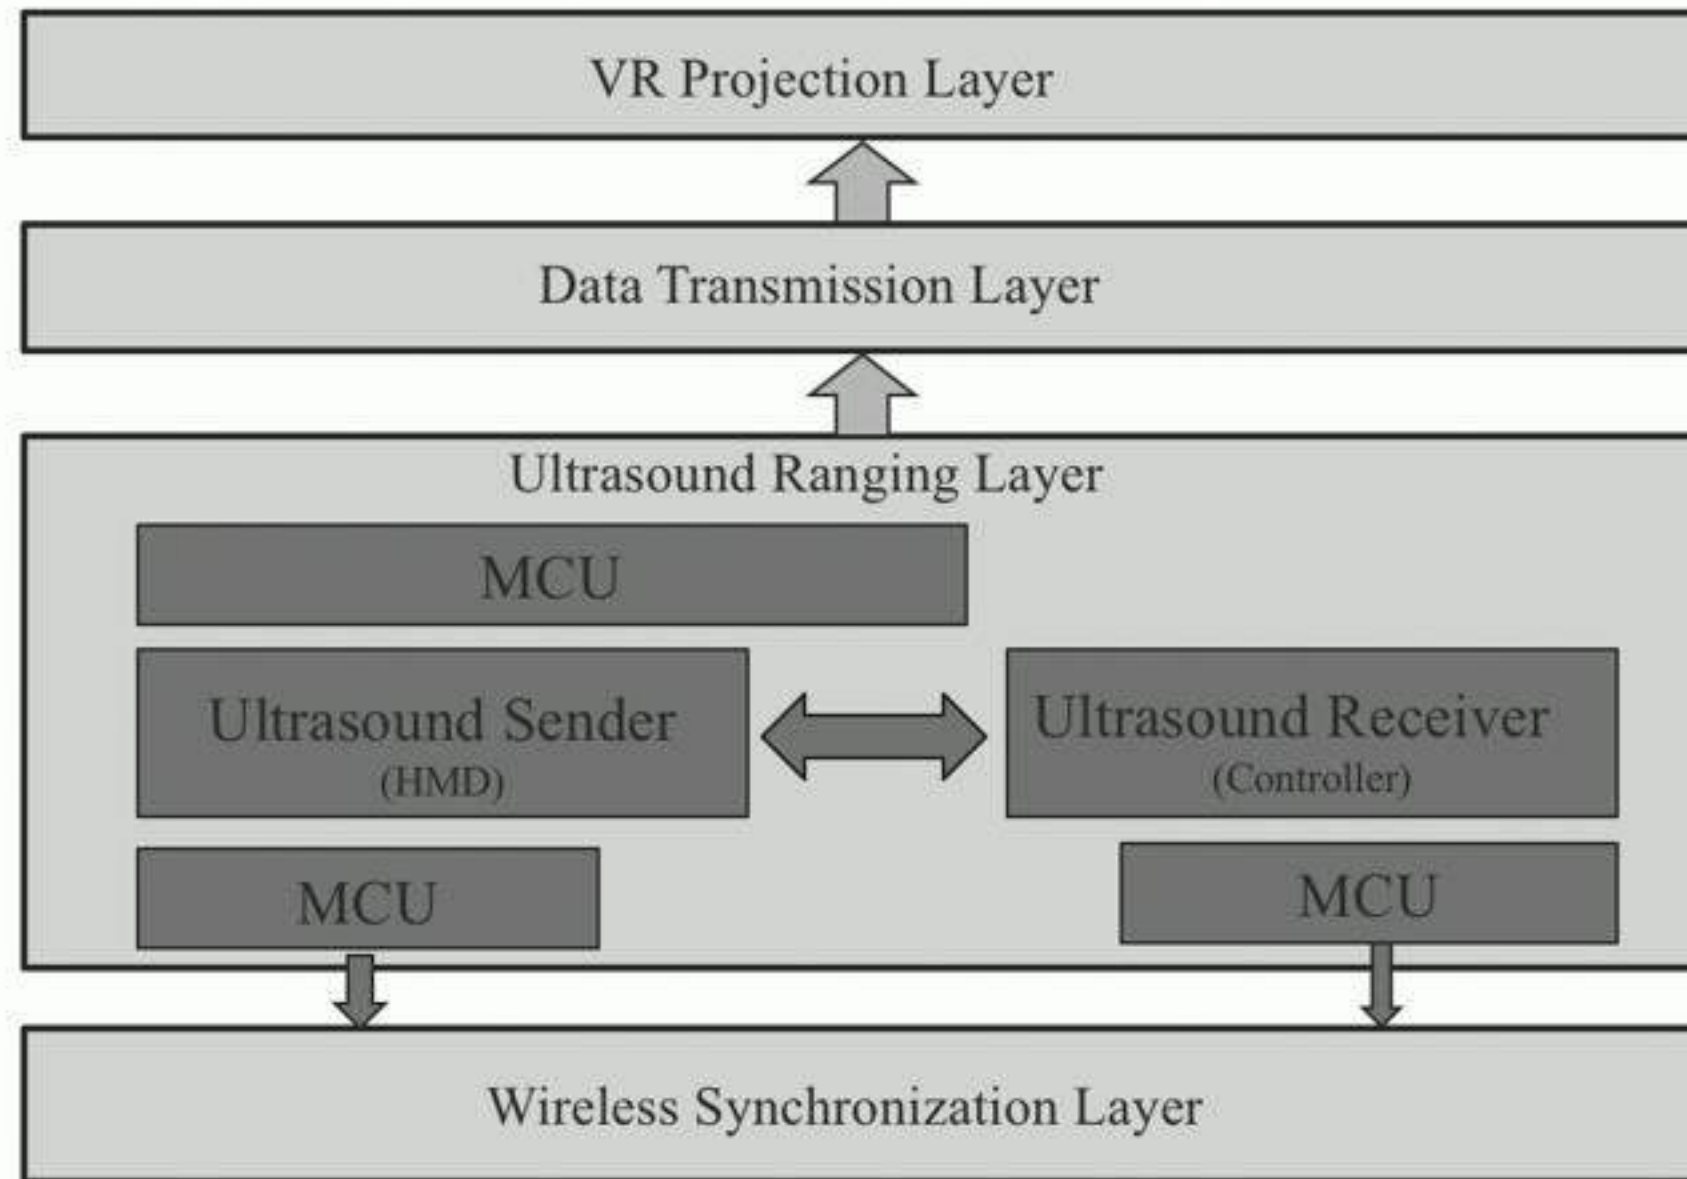 VR Projection Layer
Data Transmission Layer
Ultrasound Ranging Layer
MCU
Ultrasound Sender
(HMD)
Ultrasound Receiver
(Controller)
MCU
MCU
Wireless Synchronization Layer